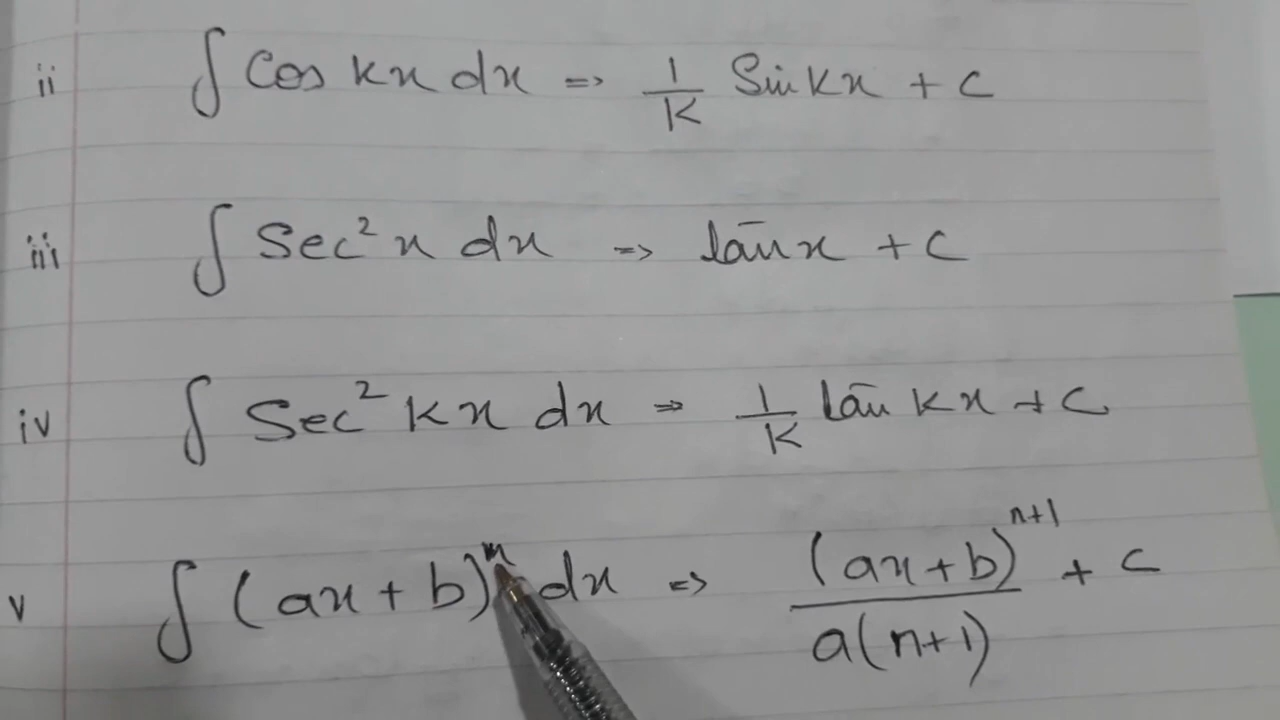 ii ∫ Cos kx dx => 1/K Sin kx + c
iii ∫ Sec² x dx => tan x + c
iv ∫ Sec² kx dx => 1/K tan kx + c
v ∫ (ax + b)ⁿ dx => (ax + b)ⁿ⁺¹ / a(n+1) + c